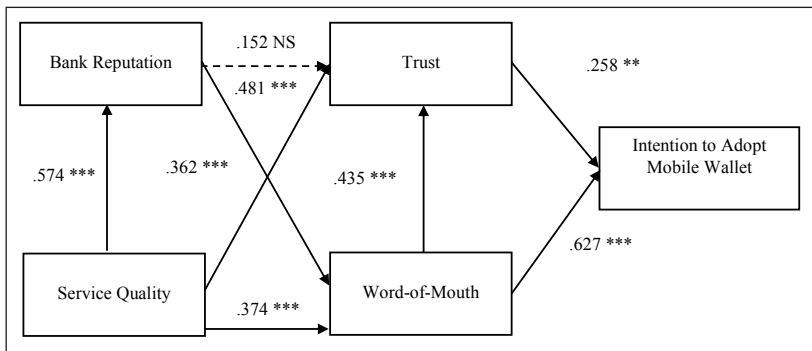 .152 NS
Bank Reputation
Trust
.258 **
.481 ***
Intention to Adopt
Mobile Wallet
.574 ***
.362 ***
.435 ***
.627 ***
Service Quality
Word-of-Mouth
.374 ***